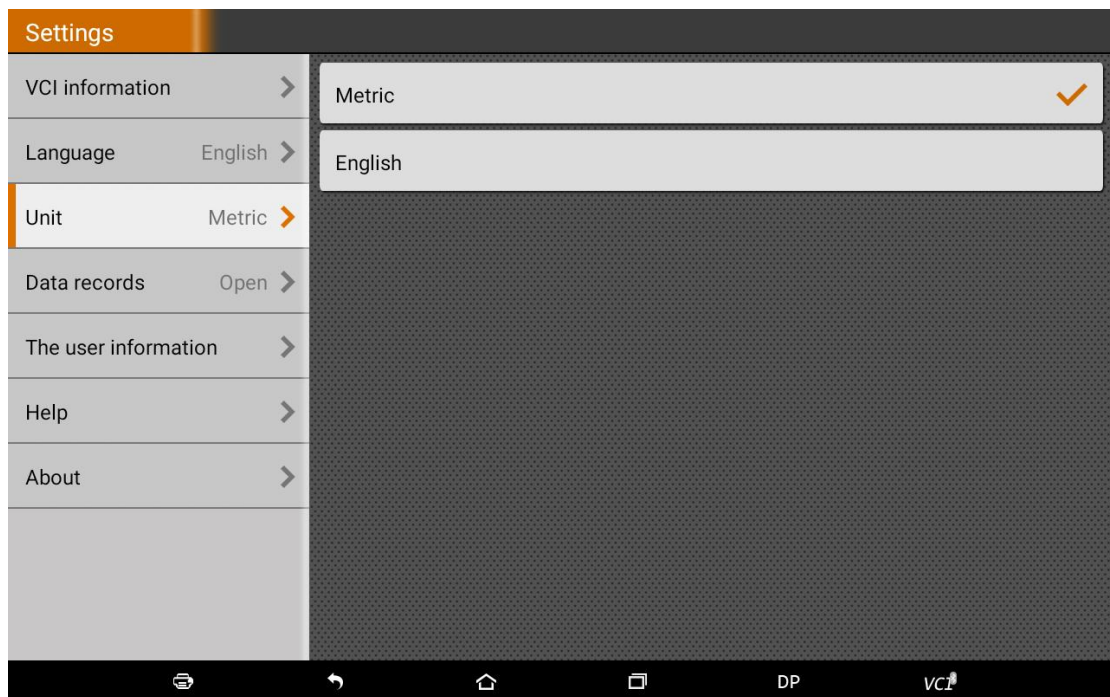 Settings
VCI information
Language English
Unit Metric
Data records Open
The user information
Help
About
Metric
English
DP
VCI